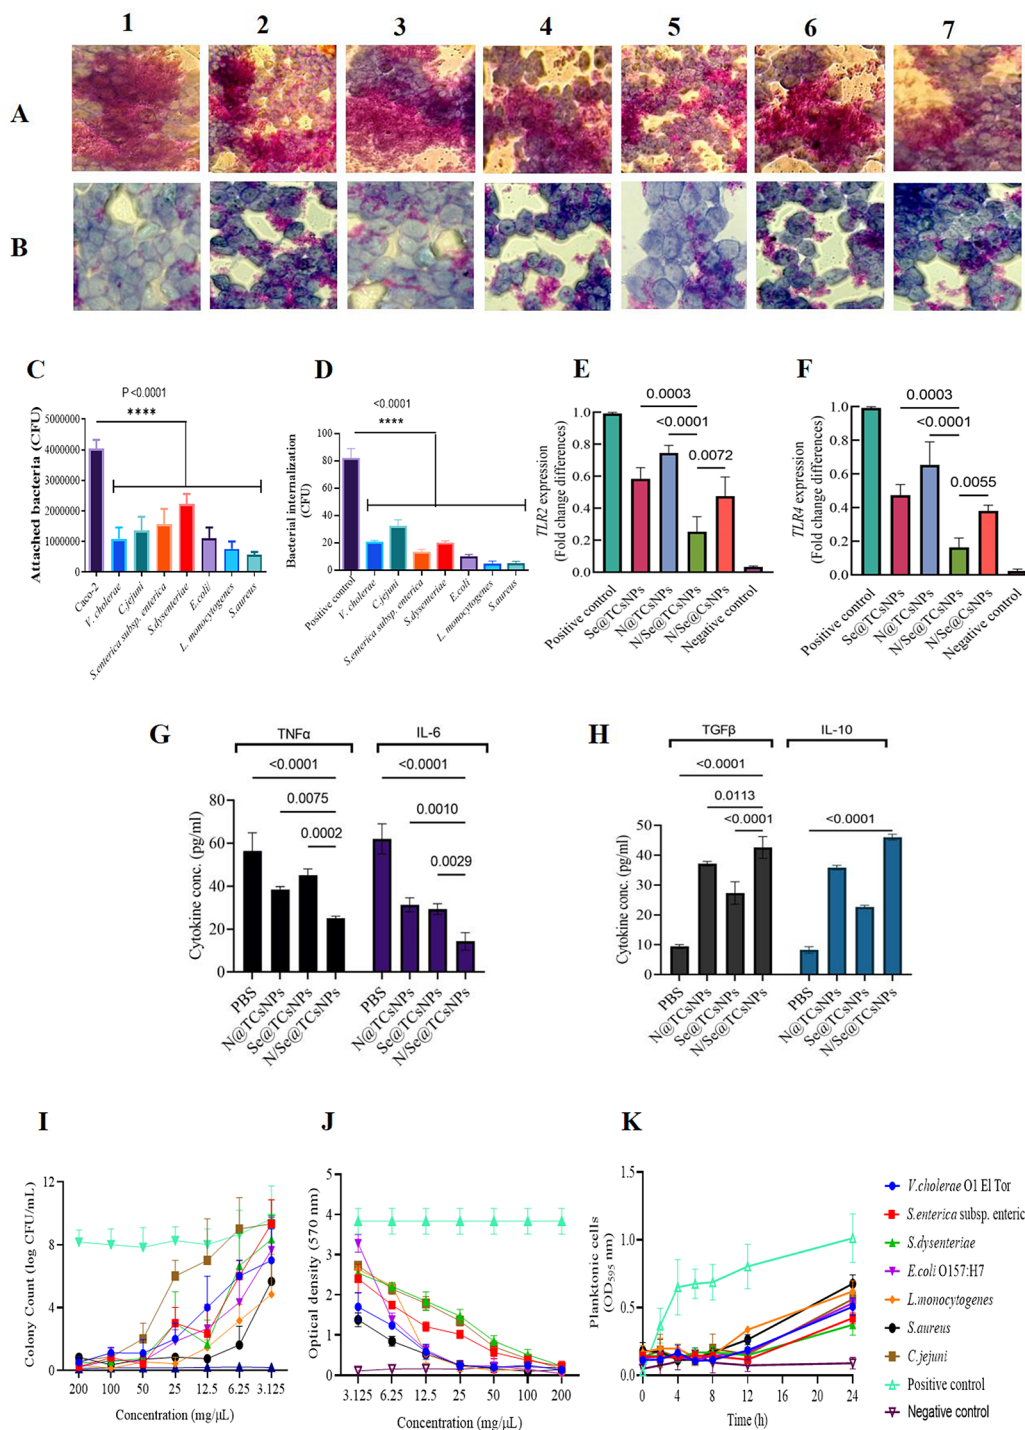 1 2 3 4 5 6 7
A
B
C
P <0.0001
****
Attached bacteria (CFU)
5000000
4000000
3000000
2000000
1000000
0
Caco-2
V. cholerae
C.jejuni
S.enterica subsp. enterica
S.dysenteriae
E.coli
L. monocytogenes
S.aureus
D
<0.0001
****
Bacterial internalization
(CFU)
100
80
60
40
20
0
Positive control
V. cholerae
C.jejuni
S.enterica subsp. enterica
S.dysenteriae
E.coli
L. monocytogenes
S.aureus
E
0.0003
<0.0001
0.0072
TLR2 expression
(Fold change differences)
1.0
0.8
0.6
0.4
0.2
0.0
Positive control
Se@TCsNPs
N@TCsNPs
N/Se@TCsNPs
N/Se@CsNPs
Negative control
F
0.0003
<0.0001
0.0055
TLR4 expression
(Fold change differences)
1.0
0.8
0.6
0.4
0.2
0.0
Positive control
Se@TCsNPs
N@TCsNPs
N/Se@TCsNPs
N/Se@CsNPs
Negative control
G
TNFα IL-6
<0.0001 <0.0001
0.0075 0.0010
0.0002 0.0029
Cytokine conc. (pg/ml)
80
60
40
20
0
PBS
N@TCsNPs
Se@TCsNPs
N/Se@TCsNPs
PBS
N@TCsNPs
Se@TCsNPs
N/Se@TCsNPs
H
TGFβ IL-10
<0.0001
0.0113
<0.0001 <0.0001
Cytokine conc. (pg/ml)
50
40
30
20
10
0
PBS
N@TCsNPs
Se@TCsNPs
N/Se@TCsNPs
PBS
N@TCsNPs
Se@TCsNPs
N/Se@TCsNPs
I
Colony Count (log CFU/mL)
12
9
6
3
0
200 100 50 25 12.5 6.25 3.125
Concentration (mg/µL)
J
Optical density (570 nm)
5
4
3
2
1
0
3.125 6.25 12.5 25 50 100 200
Concentration (mg/µL)
K
Planktonic cells
(OD595 nm)
1.5
1.0
0.5
0.0
0 4 8 12 16 20 24
Time (h)
V.cholerae O1 El Tor
S.enterica subsp. enteric
S.dysenteriae
E.coli O157:H7
L.monocytogenes
S.aureus
C.jejuni
Positive control
Negative control